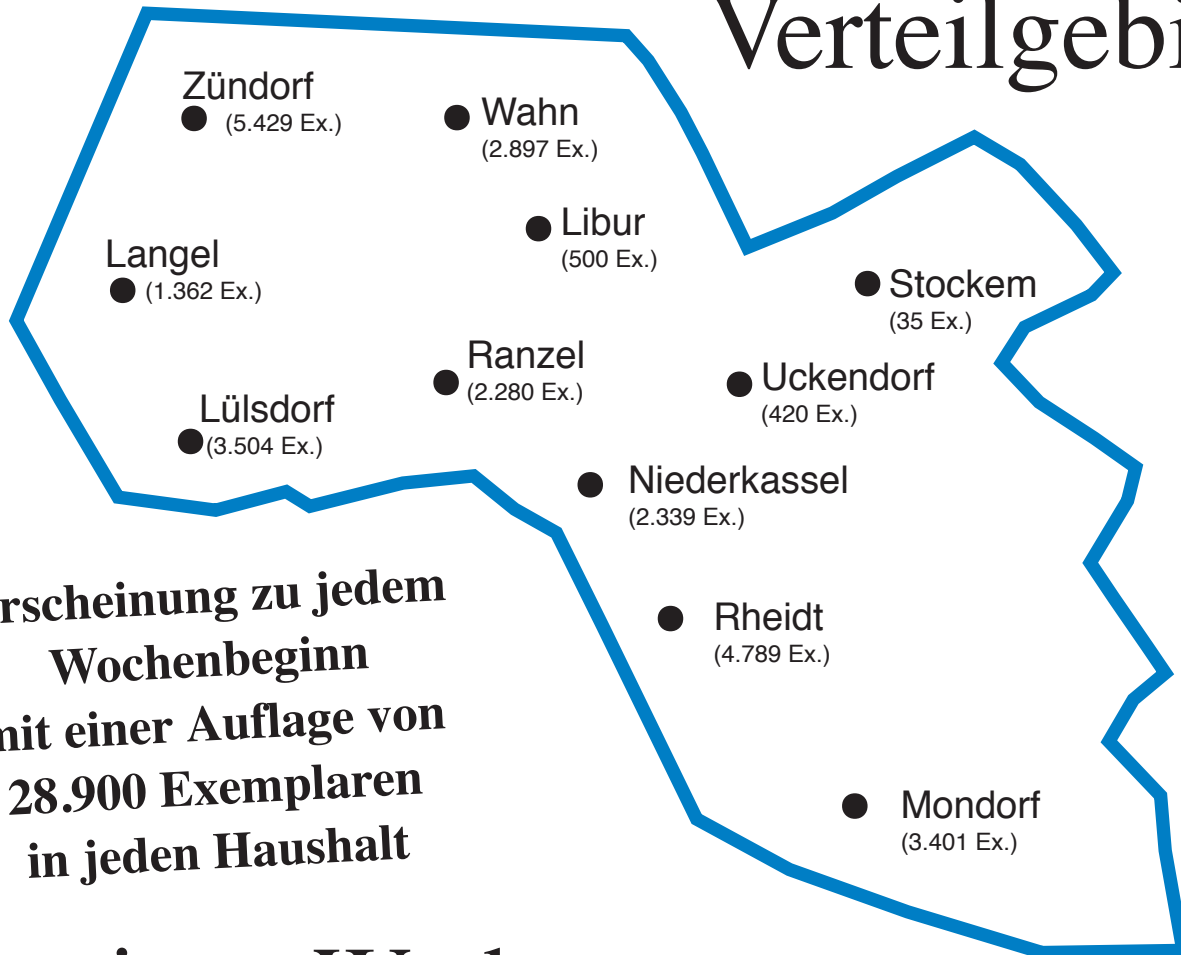 Verteilgebi
Zündorf
(5.429 Ex.)
Wahn
(2.897 Ex.)
Libur
(500 Ex.)
Langel
(1.362 Ex.)
Stockem
(35 Ex.)
Ranzel
(2.280 Ex.)
Uckendorf
(420 Ex.)
Lülsdorf
(3.504 Ex.)
Niederkassel
(2.339 Ex.)
Rheidt
(4.789 Ex.)
Mondorf
(3.401 Ex.)
rscheinung zu jedem
Wochenbeginn
mit einer Auflage von
28.900 Exemplaren
in jeden Haushalt